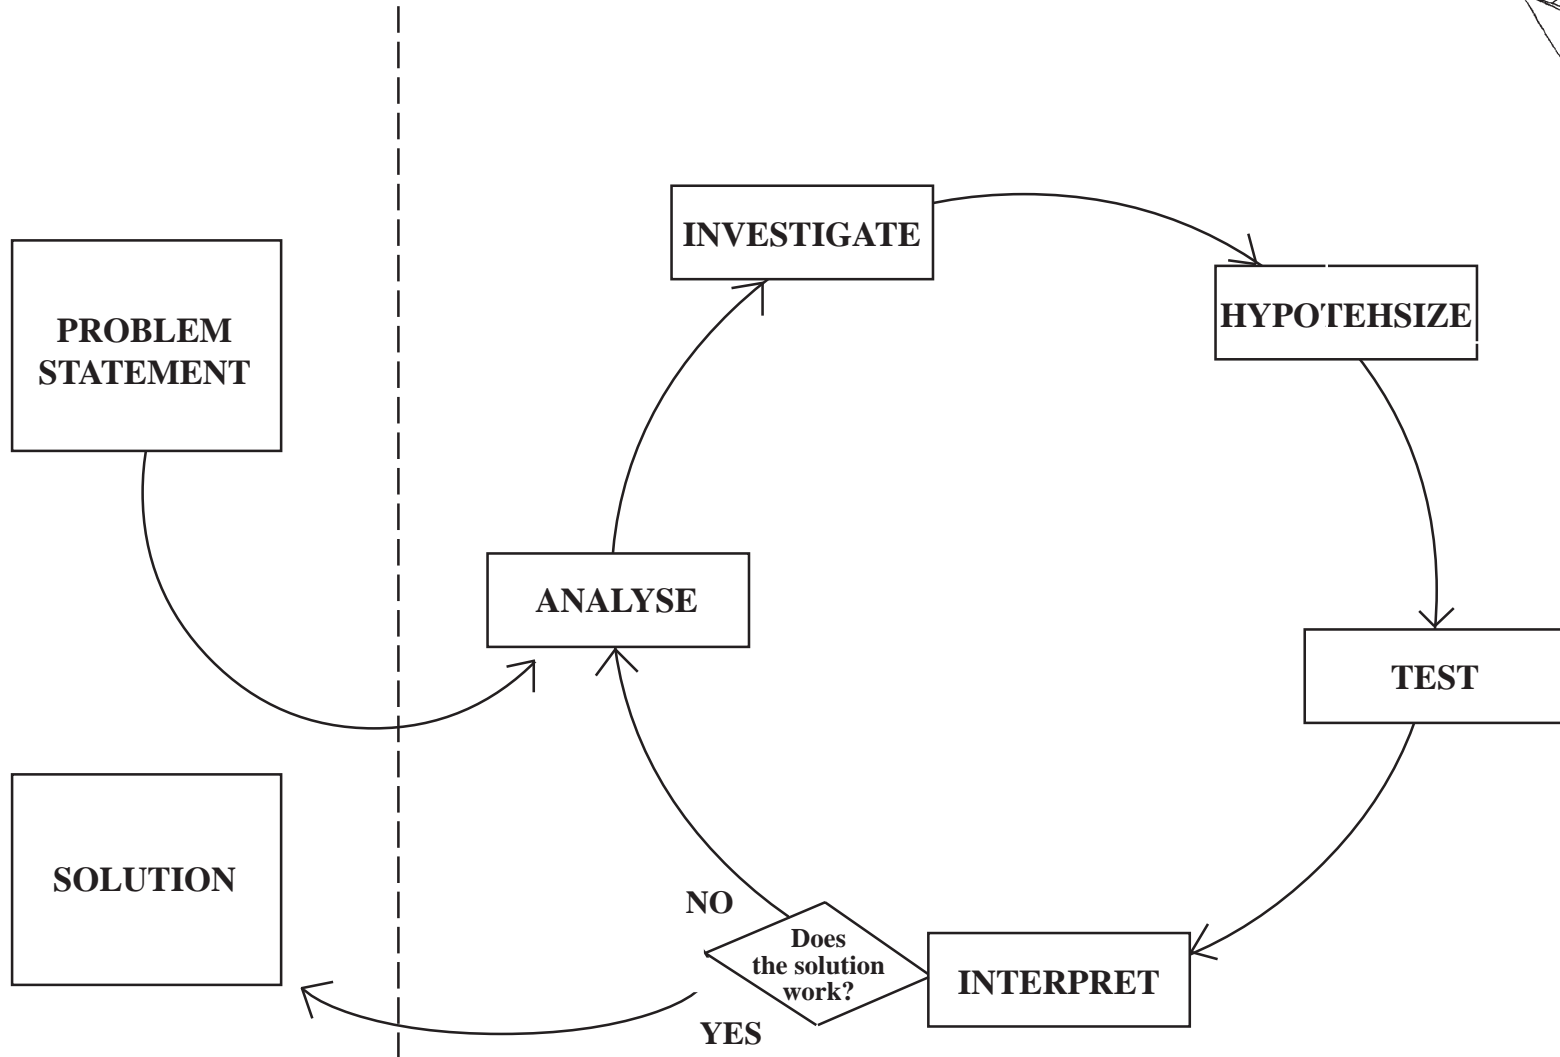 PROBLEM
STATEMENT
ANALYSE
INVESTIGATE
HYPOTEHSIZE
TEST
INTERPRET
Does
the solution
work?
NO
YES
SOLUTION